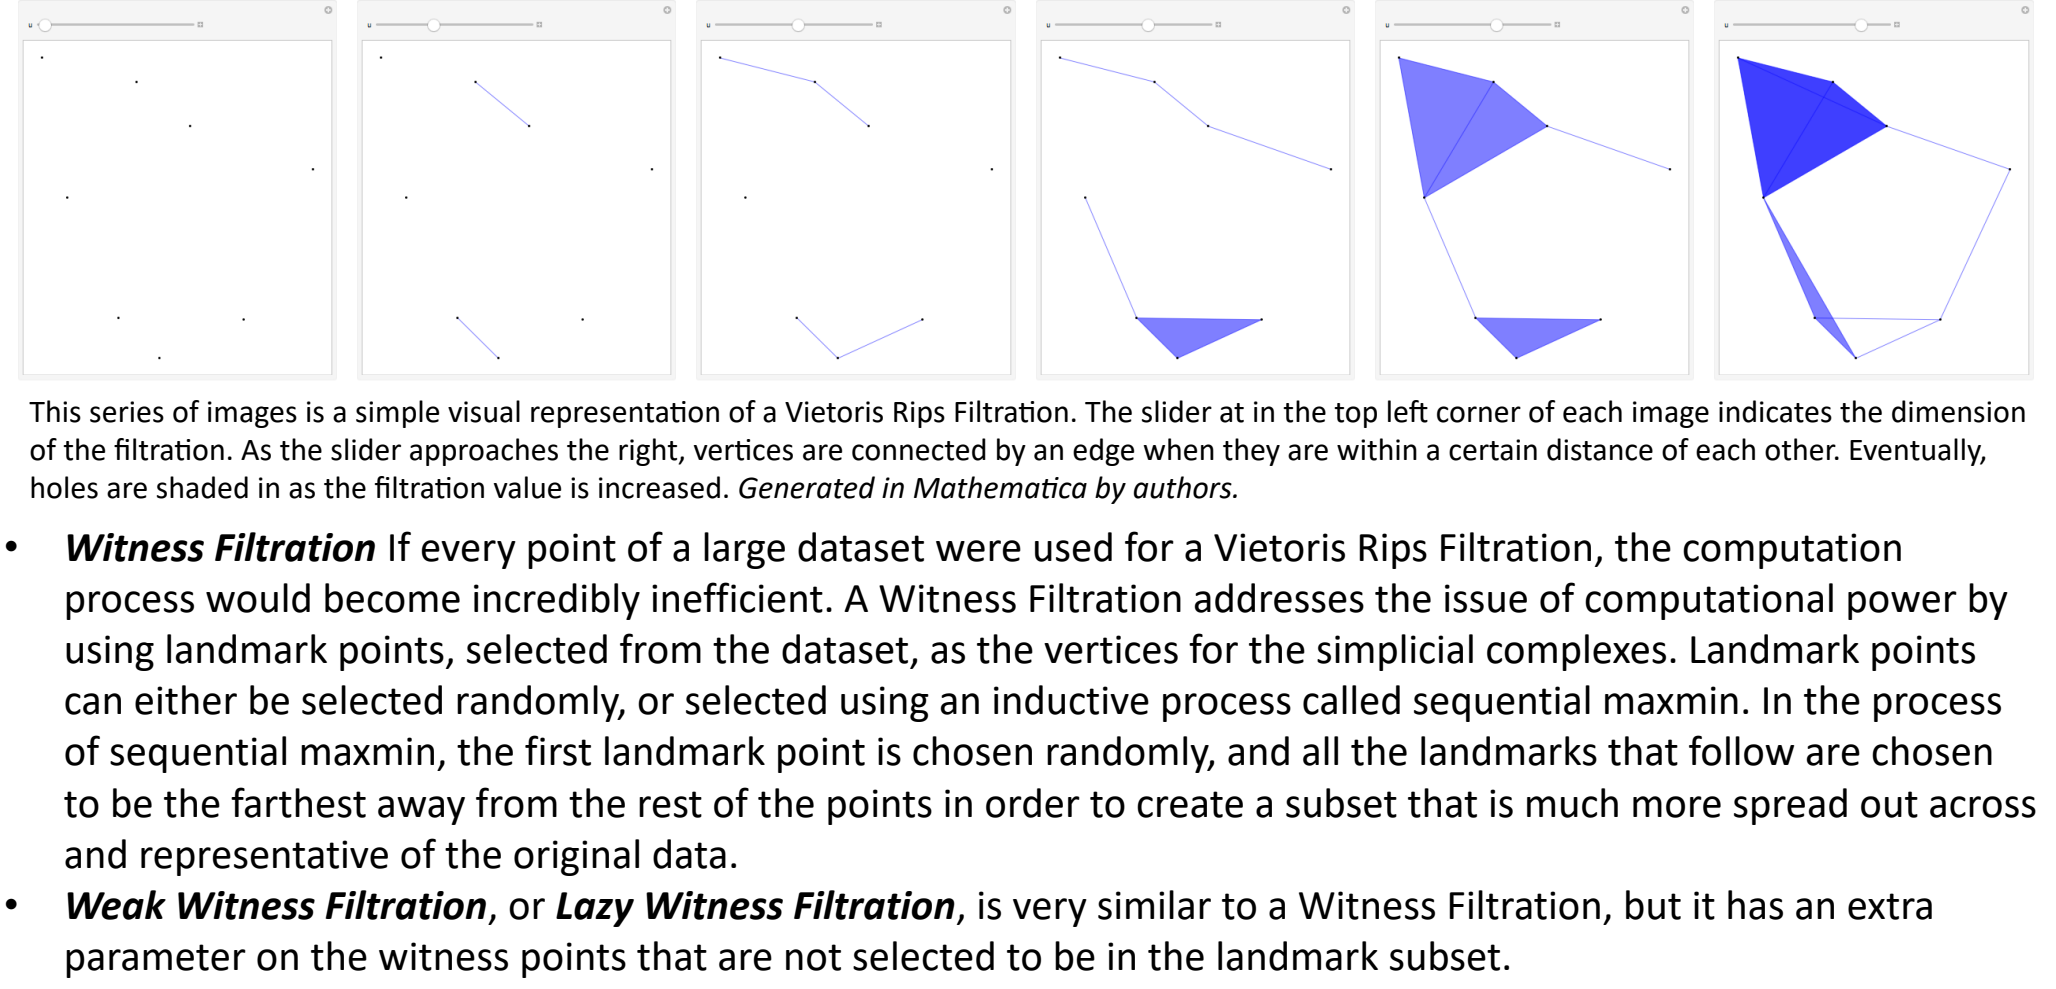 This series of images is a simple visual representation of a Vietoris Rips Filtration. The slider at in the top left corner of each image indicates the dimension
of the filtration. As the slider approaches the right, vertices are connected by an edge when they are within a certain distance of each other. Eventually,
holes are shaded in as the filtration value is increased. Generated in Mathematica by authors.
• Witness Filtration If every point of a large dataset were used for a Vietoris Rips Filtration, the computation
process would become incredibly inefficient. A Witness Filtration addresses the issue of computational power by
using landmark points, selected from the dataset, as the vertices for the simplicial complexes. Landmark points
can either be selected randomly, or selected using an inductive process called sequential maxmin. In the process
of sequential maxmin, the first landmark point is chosen randomly, and all the landmarks that follow are chosen
to be the farthest away from the rest of the points in order to create a subset that is much more spread out across
and representative of the original data.
• Weak Witness Filtration, or Lazy Witness Filtration, is very similar to a Witness Filtration, but it has an extra
parameter on the witness points that are not selected to be in the landmark subset.